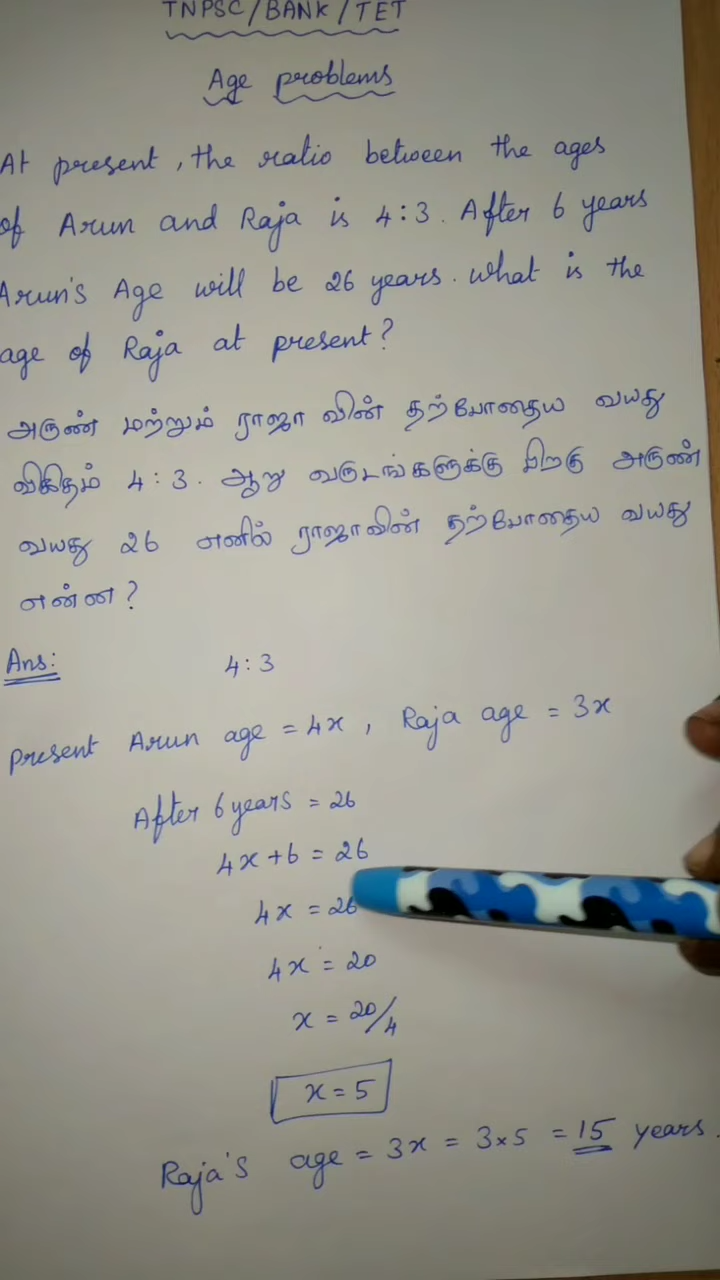 TNPSC/BANK/TET
Age problems
At present, the ratio between the ages
of Arun and Raja is 4:3. After 6 years
Arun's Age will be 26 years. what is the
age of Raja at present?
அருண் மற்றும் ராஜா வின் தற்போதைய வயது
விகிதம் 4:3. ஆறு வருடங்களுக்கு பிறகு அருண்
வயது 26 எனில் ராஜாவின் தற்போதைய வயது
என்ன?
Ans: 4:3
Present Arun age = 4x, Raja age = 3x
After 6 years = 26
4x + 6 = 26
4x = 26
4x = 20
x = 20/4
x = 5
Raja's age = 3x = 3×5 = 15 years.